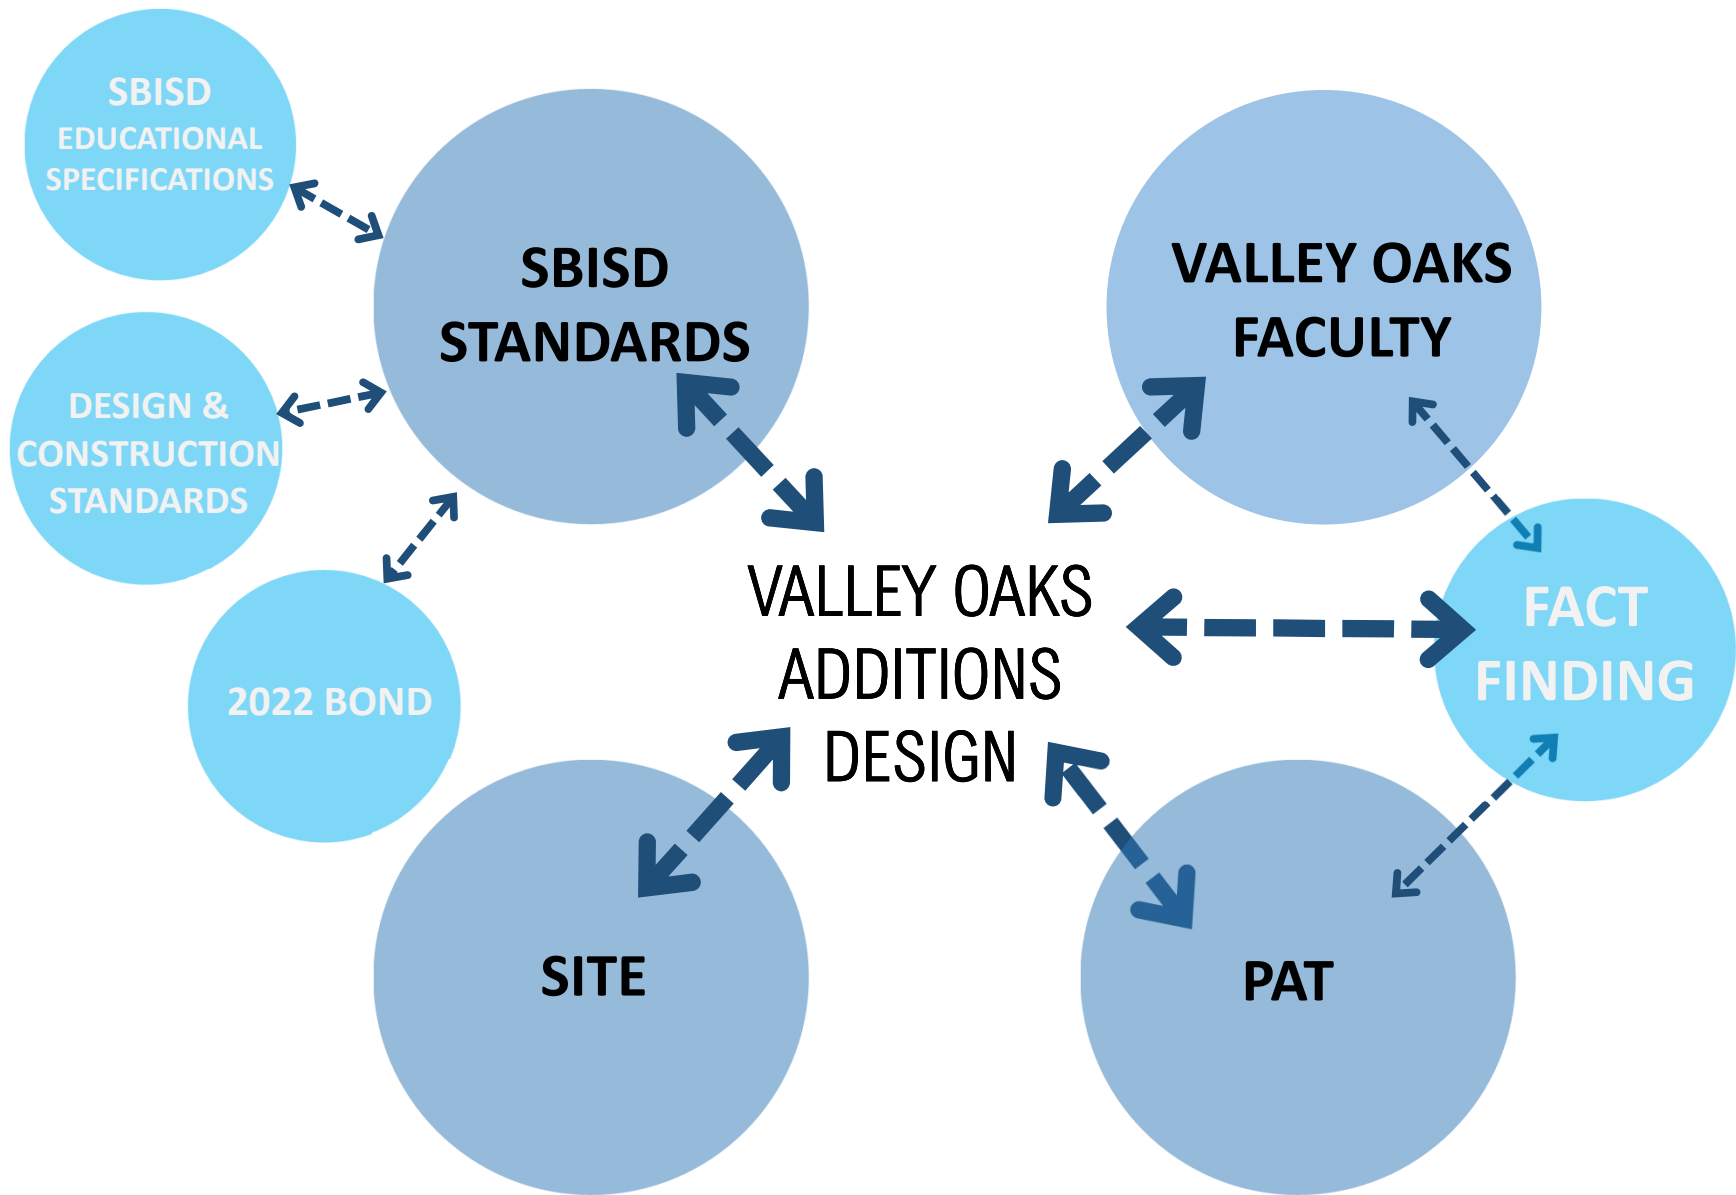 SBISD
EDUCATIONAL
SPECIFICATIONS
DESIGN &
CONSTRUCTION
STANDARDS
2022 BOND
SBISD
STANDARDS
VALLEY OAKS
FACULTY
VALLEY OAKS
ADDITIONS
DESIGN
FACT
FINDING
SITE
PAT